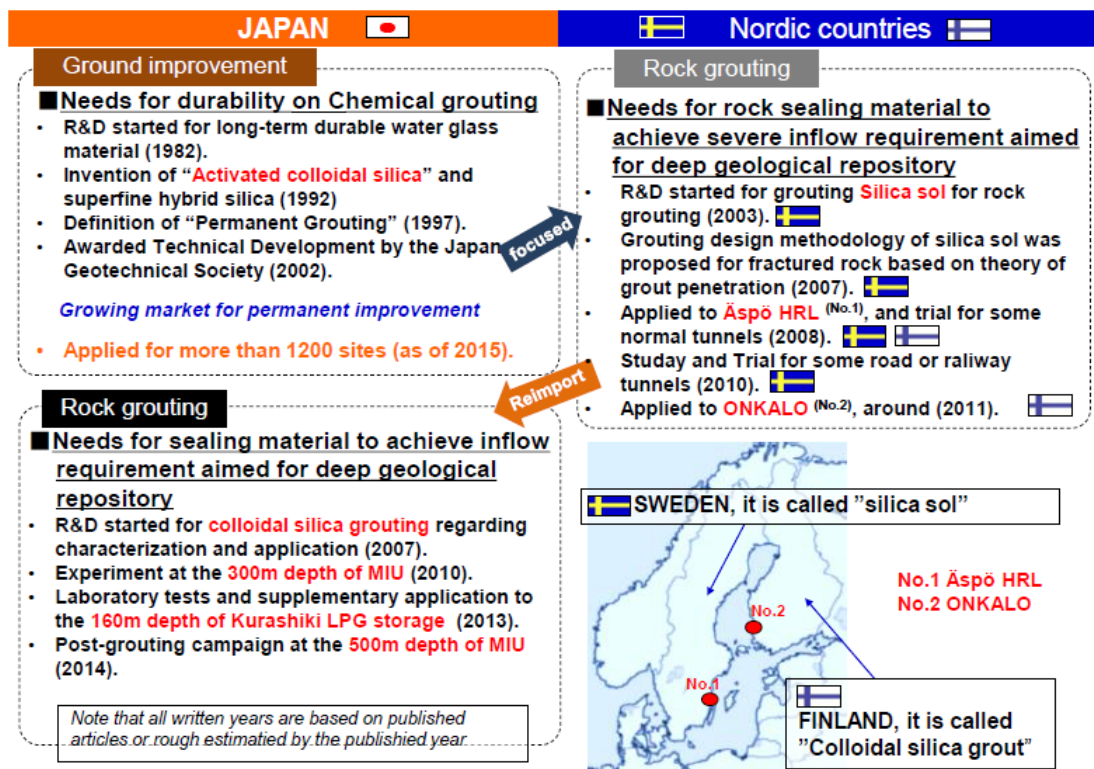 JAPAN
Ground improvement
■Needs for durability on Chemical grouting
• R&D started for long-term durable water glass
material (1982).
• Invention of “Activated colloidal silica” and
superfine hybrid silica (1992)
• Definition of “Permanent Grouting” (1997).
• Awarded Technical Development by the Japan
Geotechnical Society (2002).
Growing market for permanent improvement
• Applied for more than 1200 sites (as of 2015).
focused
Reimport
Rock grouting
■Needs for sealing material to achieve inflow
requirement aimed for deep geological
repository
• R&D started for colloidal silica grouting regarding
characterization and application (2007).
• Experiment at the 300m depth of MIU (2010).
• Laboratory tests and supplementary application to
the 160m depth of Kurashiki LPG storage (2013).
• Post-grouting campaign at the 500m depth of MIU
(2014).
Note that all written years are based on published
articles or rough estimatied by the publishied year
Nordic countries
Rock grouting
■Needs for rock sealing material to
achieve severe inflow requirement aimed
for deep geological repository
• R&D started for grouting Silica sol for rock
grouting (2003).
• Grouting design methodology of silica sol was
proposed for fractured rock based on theory of
grout penetration (2007).
• Applied to Äspö HRL (No.1), and trial for some
normal tunnels (2008).
• Studay and Trial for some road or raliway
tunnels (2010).
• Applied to ONKALO (No.2), around (2011).
SWEDEN, it is called ”silica sol”
No.1 Äspö HRL
No.2 ONKALO
No.2
No.1
FINLAND, it is called
”Colloidal silica grout”